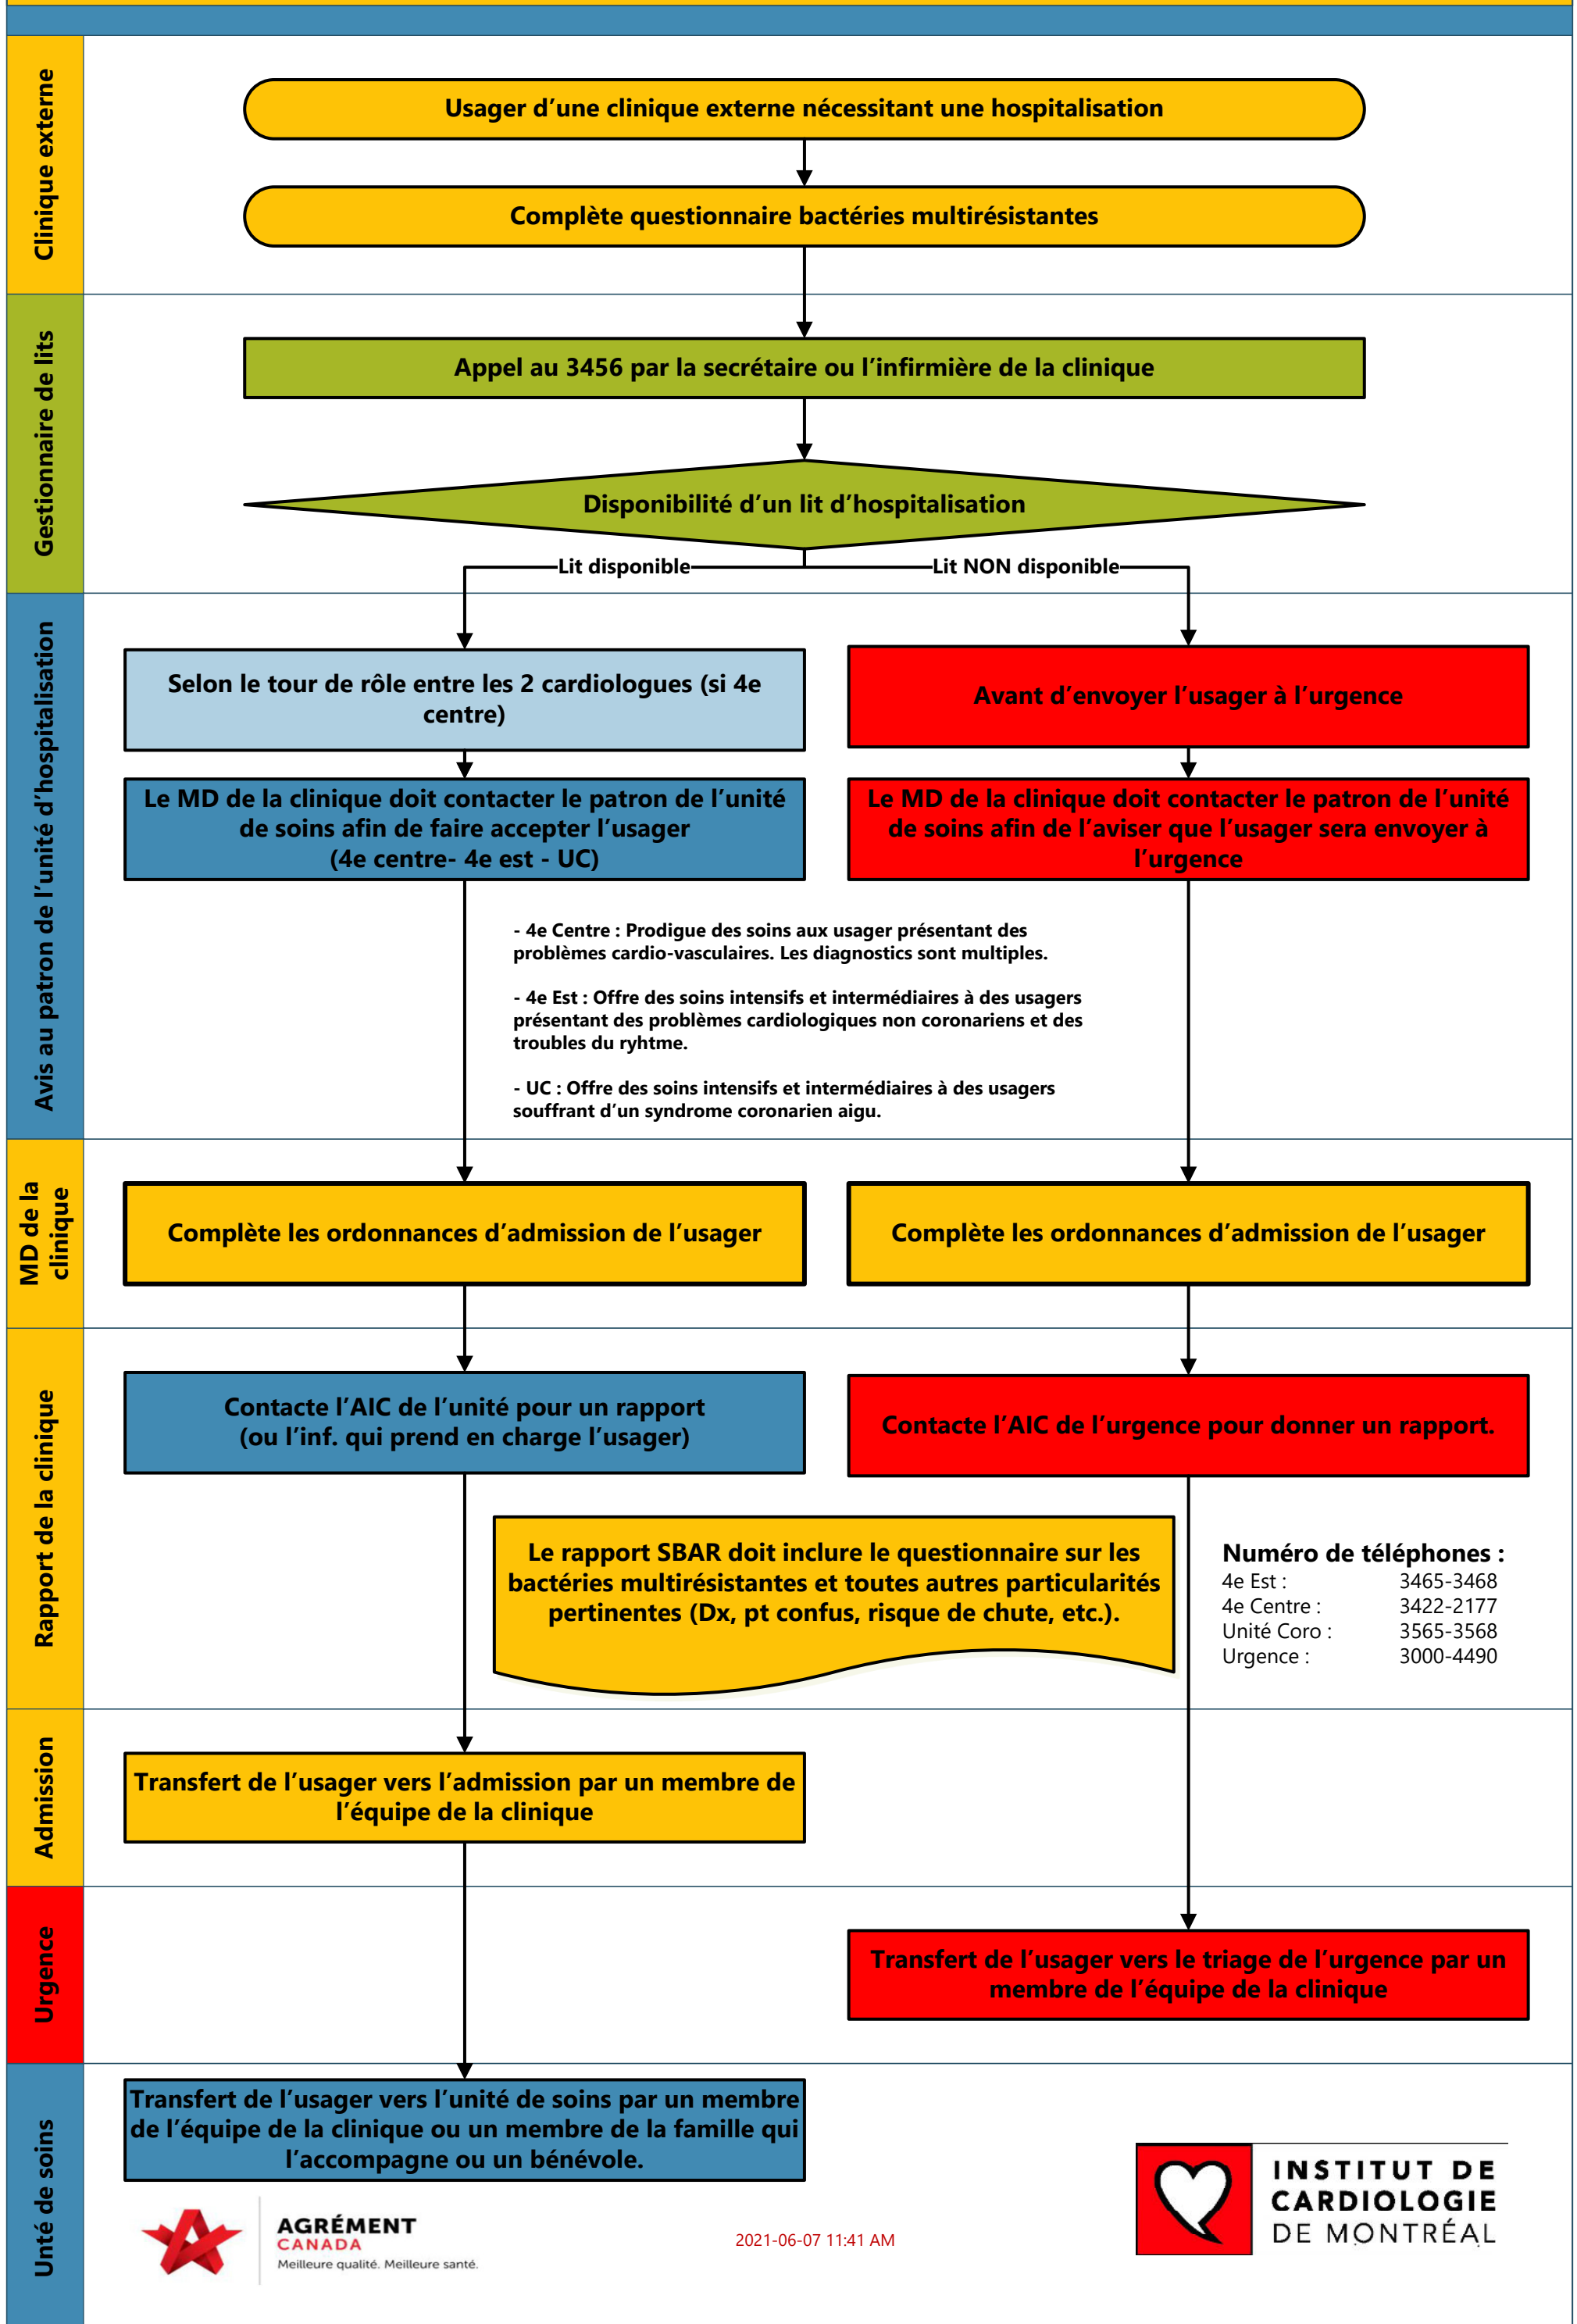 Clinique externe
Usager d’une clinique externe nécessitant une hospitalisation
Complète questionnaire bactéries multirésistantes
Gestionnaire de lits
Appel au 3456 par la secrétaire ou l’infirmière de la clinique
Disponibilité d’un lit d’hospitalisation
Lit disponible
Lit NON disponible
Avis au patron de l’unité d’hospitalisation
Selon le tour de rôle entre les 2 cardiologues (si 4e
centre)
Avant d’envoyer l’usager à l’urgence
Le MD de la clinique doit contacter le patron de l’unité
de soins afin de faire accepter l’usager
(4e centre- 4e est - UC)
Le MD de la clinique doit contacter le patron de l’unité
de soins afin de l’aviser que l’usager sera envoyer à
l’urgence
- 4e Centre : Prodigue des soins aux usager présentant des
problèmes cardio-vasculaires. Les diagnostics sont multiples.
- 4e Est : Offre des soins intensifs et intermédiaires à des usagers
présentant des problèmes cardiologiques non coronariens et des
troubles du ryhtme.
- UC : Offre des soins intensifs et intermédiaires à des usagers
souffrant d’un syndrome coronarien aigu.
MD de la
clinique
Complète les ordonnances d’admission de l’usager
Complète les ordonnances d’admission de l’usager
Rapport de la clinique
Contacte l’AIC de l’unité pour un rapport
(ou l’inf. qui prend en charge l’usager)
Contacte l’AIC de l’urgence pour donner un rapport.
Le rapport SBAR doit inclure le questionnaire sur les
bactéries multirésistantes et toutes autres particularités
pertinentes (Dx, pt confus, risque de chute, etc.).
Numéro de téléphones :
4e Est : 3465-3468
4e Centre : 3422-2177
Unité Coro : 3565-3568
Urgence : 3000-4490
Admission
Transfert de l’usager vers l’admission par un membre de
l’équipe de la clinique
Urgence
Transfert de l’usager vers le triage de l’urgence par un
membre de l’équipe de la clinique
Unté de soins
Transfert de l’usager vers l’unité de soins par un membre
de l’équipe de la clinique ou un membre de la famille qui
l’accompagne ou un bénévole.
AGRÉMENT
CANADA
Meilleure qualité. Meilleure santé.
2021-06-07 11:41 AM
INSTITUT DE
CARDIOLOGIE
DE MONTRÉAL